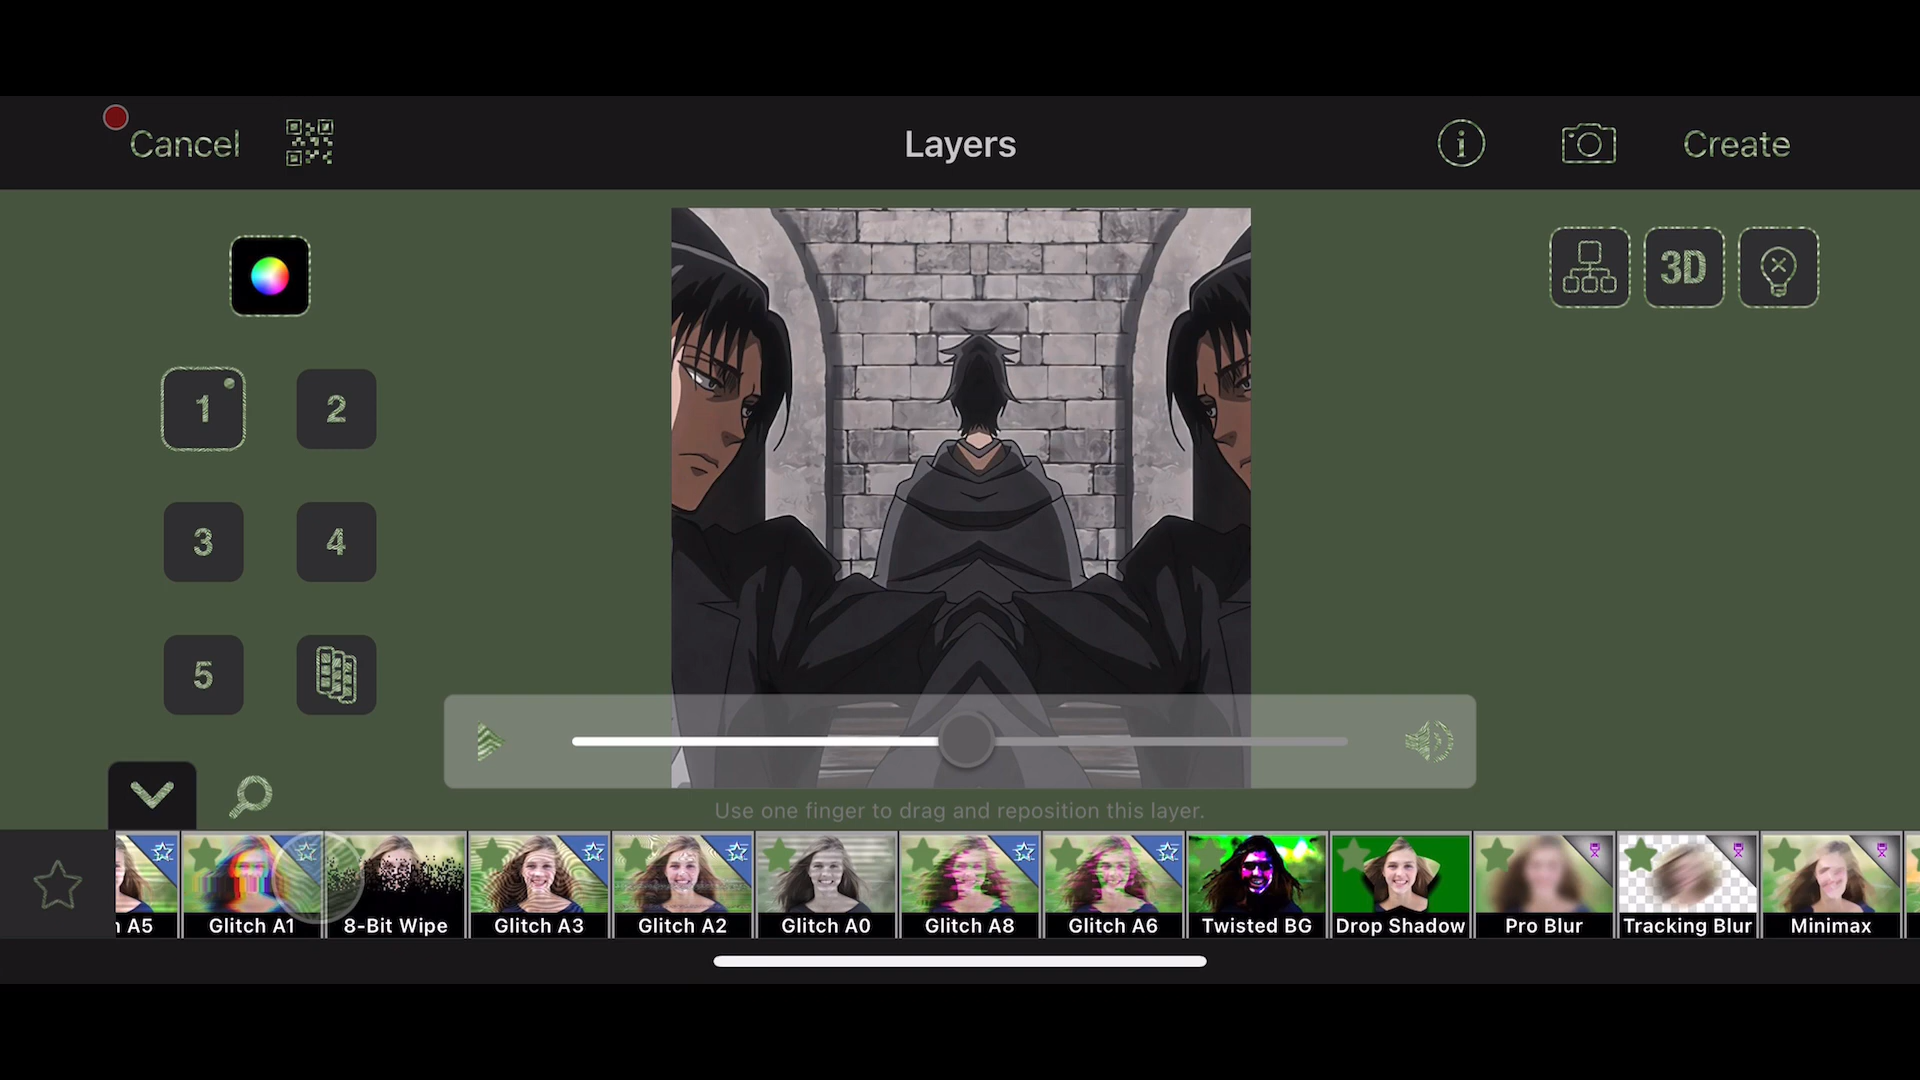 Cancel
Layers
Create
3D
1
2
3
4
5
Use one finger to drag and reposition this layer.
A5
Glitch A1
8-Bit Wipe
Glitch A3
Glitch A2
Glitch A0
Glitch A8
Glitch A6
Twisted BG
Drop Shadow
Pro Blur
Tracking Blur
Minimax